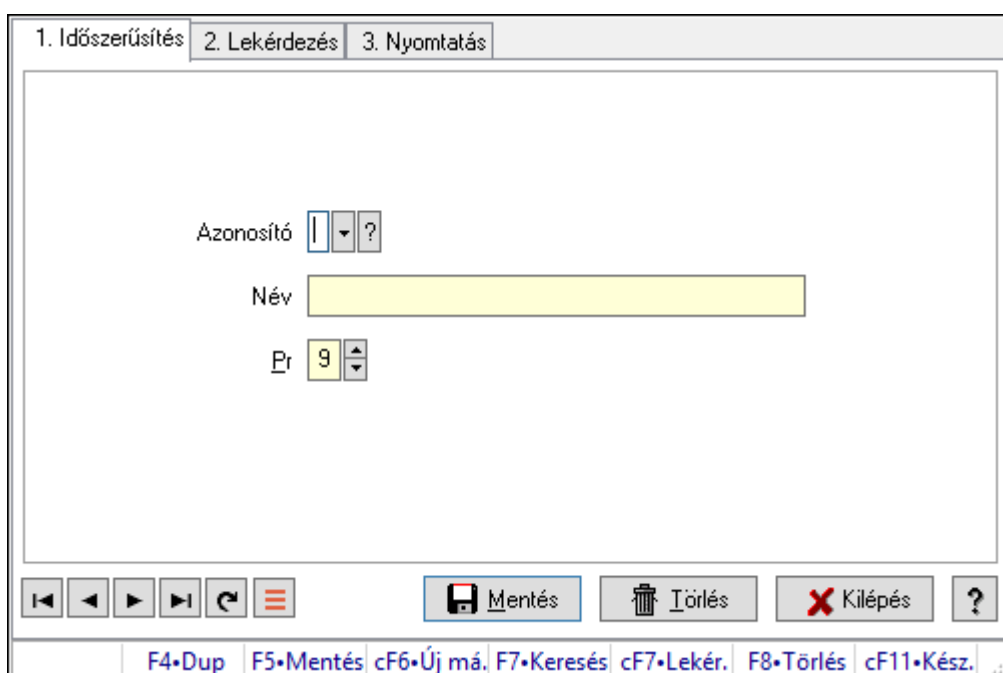 1. Időszerűsítés 2. Lekérdezés 3. Nyomtatás
Azonosító ?
Név
Pr 9
Mentés Törlés Kilépés ?
F4•Dup F5•Mentés cF6•Új má. F7•Keresés cF7•Lekér. F8•Törlés cF11•Kész.